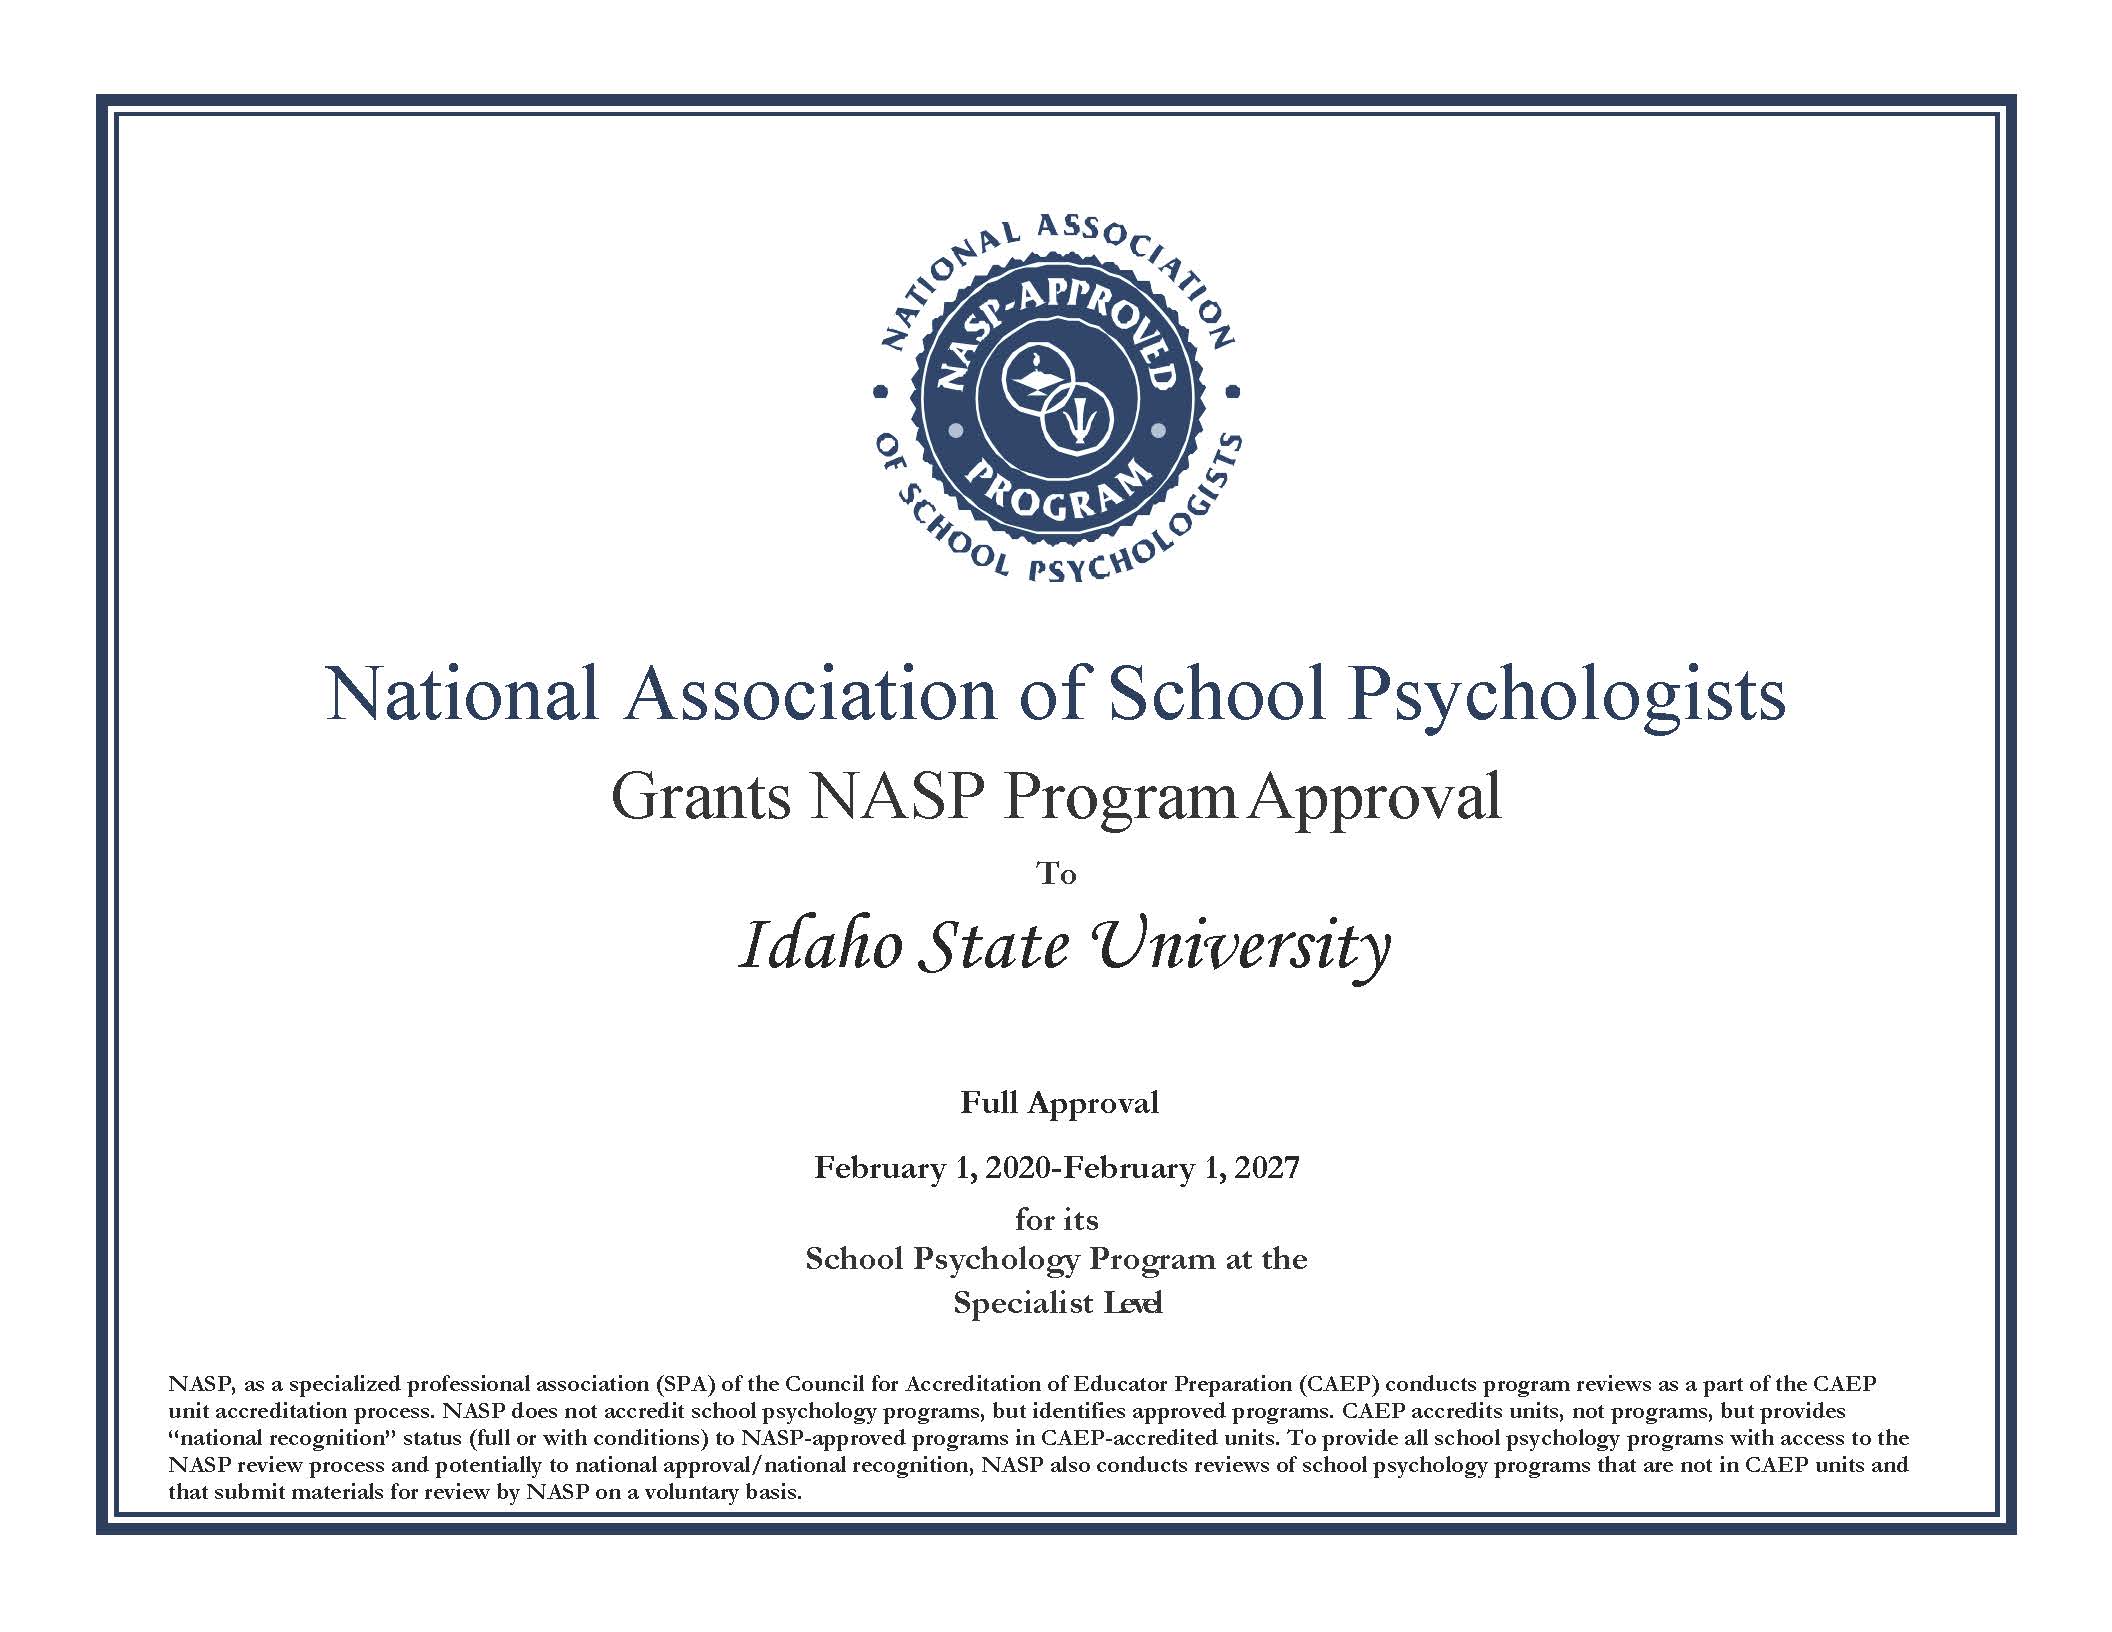 NATIONAL ASSOCIATION
OF SCHOOL PSYCHOLOGISTS
NASP-APPROVED
PROGRAM
National Association of School Psychologists
Grants NASP Program Approval
To
Idaho State University
Full Approval
February 1, 2020-February 1, 2027
for its
School Psychology Program at the
Specialist Level
NASP, as a specialized professional association (SPA) of the Council for Accreditation of Educator Preparation (CAEP) conducts program reviews as a part of the CAEP
unit accreditation process. NASP does not accredit school psychology programs, but identifies approved programs. CAEP accredits units, not programs, but provides
“national recognition” status (full or with conditions) to NASP-approved programs in CAEP-accredited units. To provide all school psychology programs with access to the
NASP review process and potentially to national approval/national recognition, NASP also conducts reviews of school psychology programs that are not in CAEP units and
that submit materials for review by NASP on a voluntary basis.